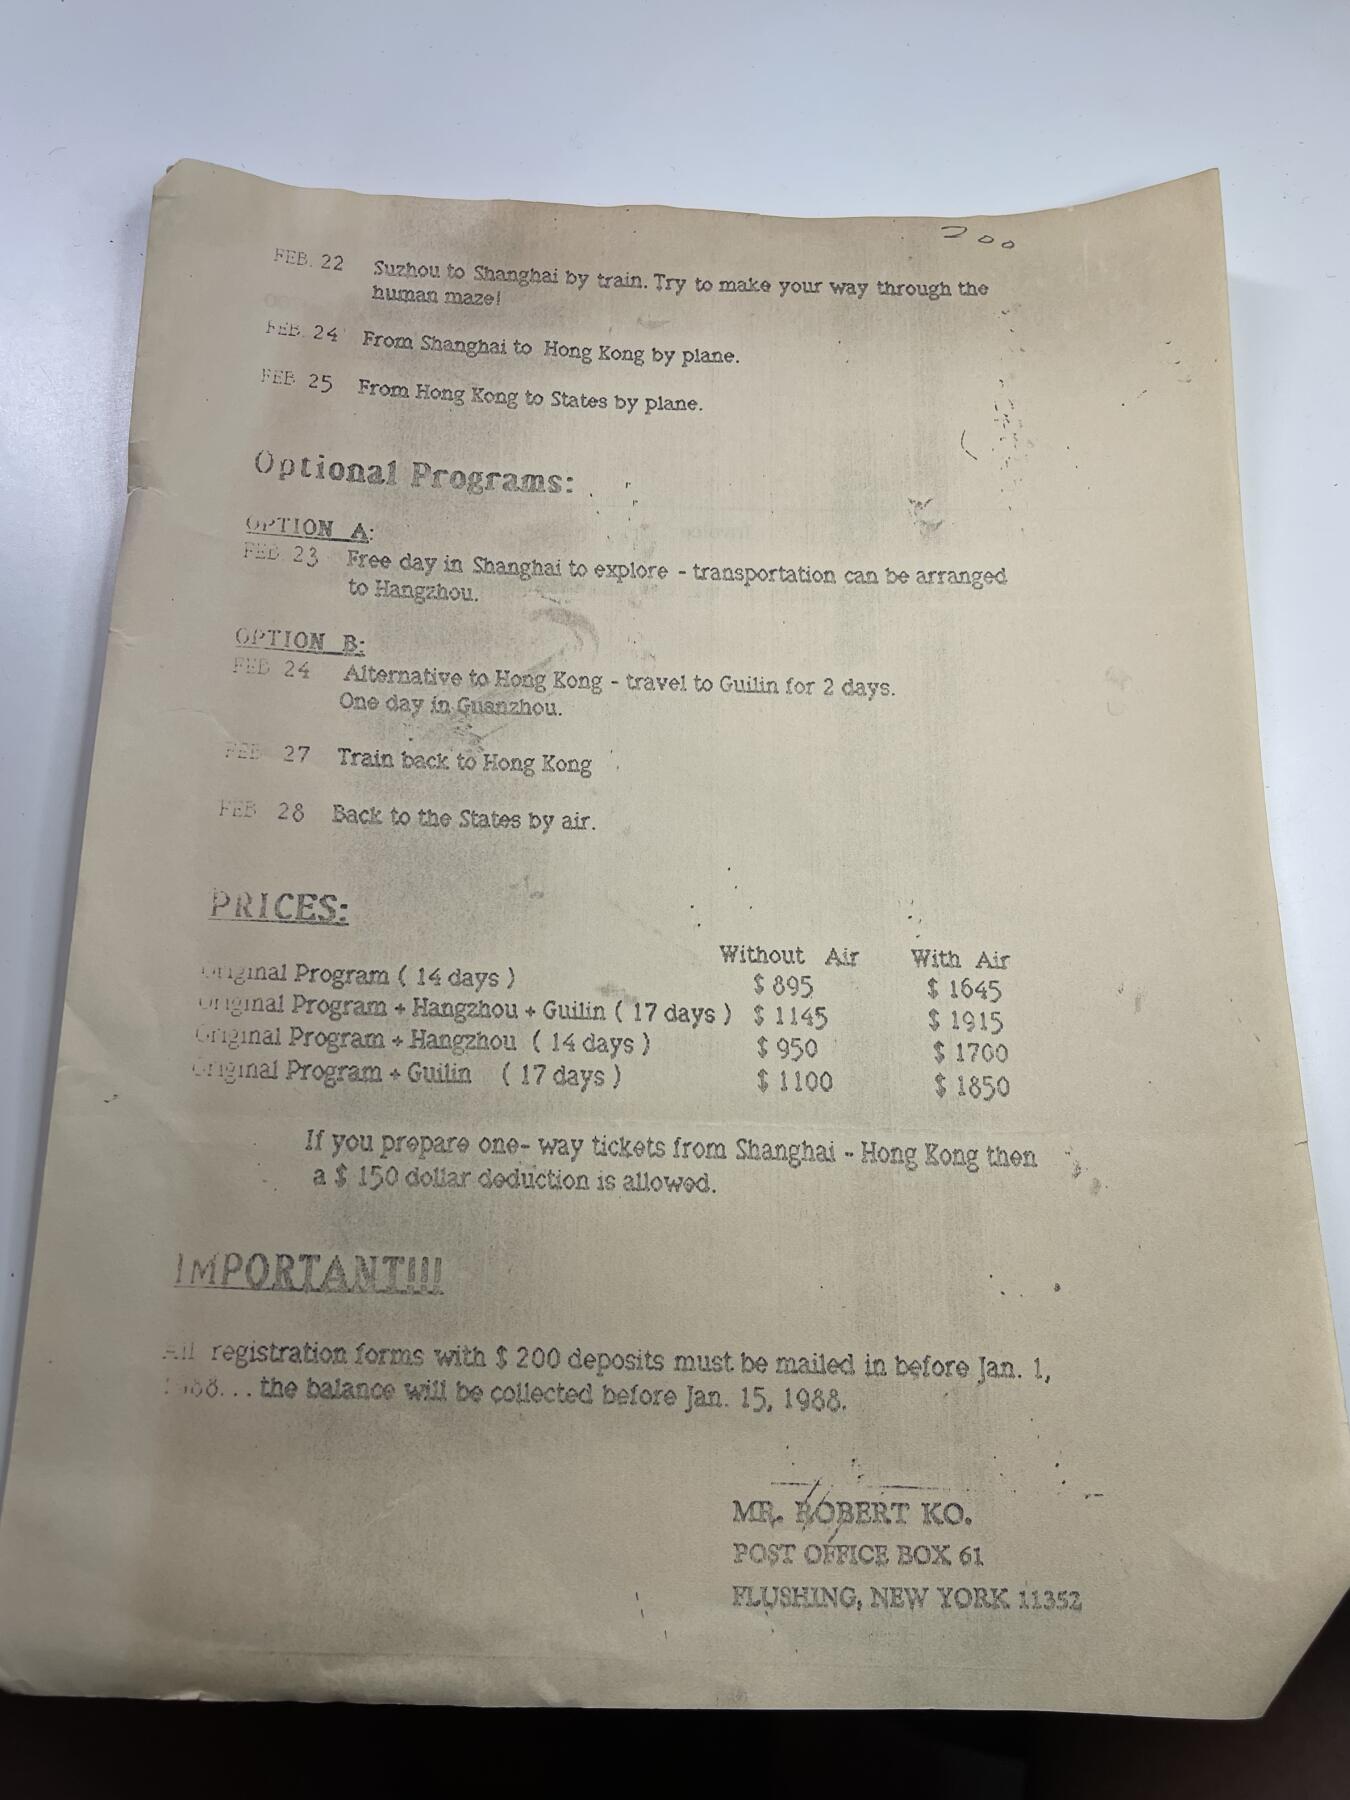 200
FEB. 22 Suzhou to Shanghai by train. Try to make your way through the
human maze!
FEB. 24 From Shanghai to Hong Kong by plane.
FEB 25 From Hong Kong to States by plane.
Optional Programs:
OPTION A:
FEB. 23 Free day in Shanghai to explore - transportation can be arranged
to Hangzhou.
OPTION B:
FEB 24 Alternative to Hong Kong - travel to Guilin for 2 days.
One day in Guanzhou.
FEB 27 Train back to Hong Kong
FEB 28 Back to the States by air.
PRICES:
Without Air With Air
Original Program ( 14 days ) $ 895 $ 1645
Original Program + Hangzhou + Guilin ( 17 days ) $ 1145 $ 1915
Original Program + Hangzhou ( 14 days ) $ 950 $ 1700
Original Program + Guilin ( 17 days ) $ 1100 $ 1850
If you prepare one- way tickets from Shanghai - Hong Kong then
a $ 150 dollar deduction is allowed.
IMPORTANT!!!
All registration forms with $ 200 deposits must be mailed in before Jan. 1,
1988... the balance will be collected before Jan. 15, 1988.
MR. ROBERT KO.
POST OFFICE BOX 61
FLUSHING, NEW YORK 11352